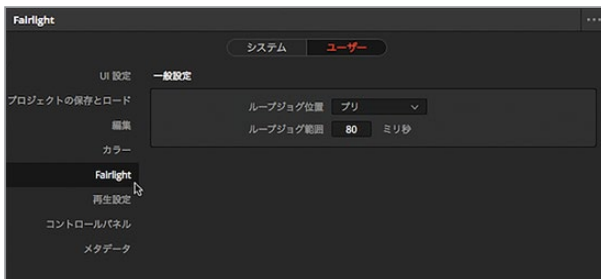 Fairlight
システム ユーザー
UI 設定
一般設定
プロジェクトの保存とロード
ループジョグ位置 プリ
編集
ループジョグ範囲 80 ミリ秒
カラー
Fairlight
再生設定
コントロールパネル
メタデータ